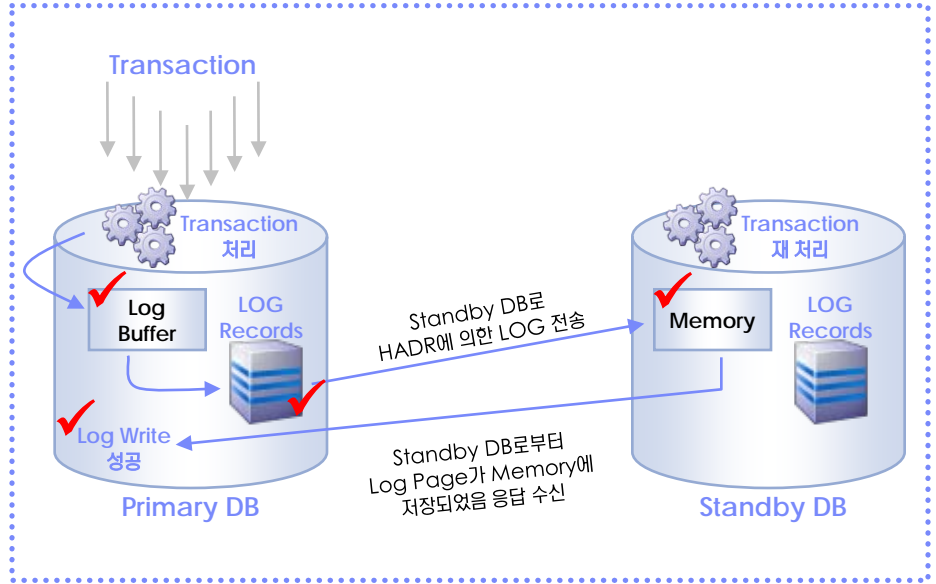 Transaction
Transaction
처리
Log
Buffer
LOG
Records
Log Write
성공
Primary DB
Standby DB로
HADR에 의한 LOG 전송
Standby DB로부터
Log Page가 Memory에
저장되었음 응답 수신
Transaction
재 처리
Memory
LOG
Records
Standby DB